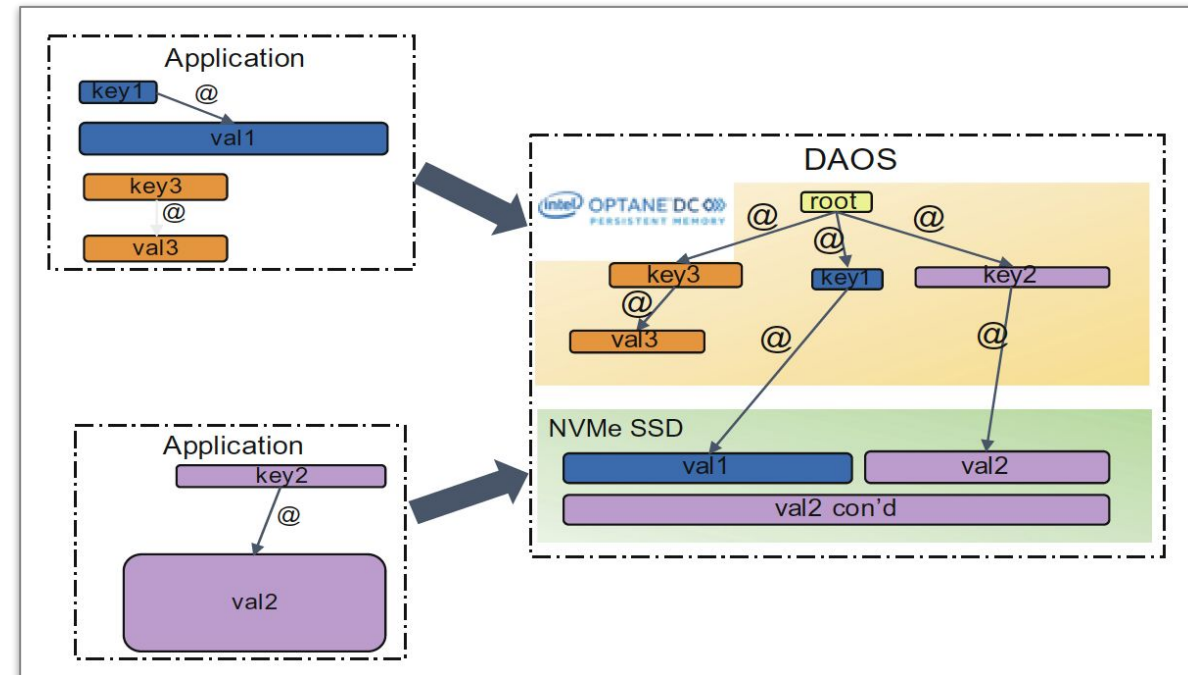 Application
key1
@
val1
key3
@
val3
Application
key2
@
val2
DAOS
intel OPTANE DC
PERSISTENT MEMORY
root
@
@
@
key3
key1
key2
@
@
@
val3
NVMe SSD
val1
val2
val2 con’d